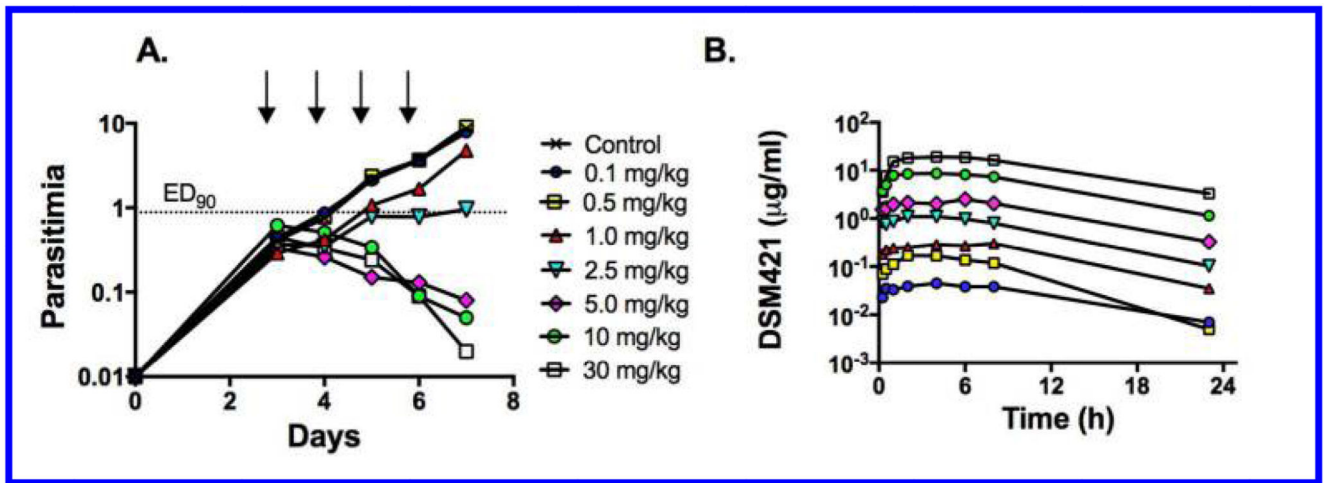 A.
Parasitimia
10
1
0.1
0.01
ED90
0
2
4
6
8
Days
Control
0.1 mg/kg
0.5 mg/kg
1.0 mg/kg
2.5 mg/kg
5.0 mg/kg
10 mg/kg
30 mg/kg
B.
DSM421 (μg/ml)
10²
10¹
10⁰
10⁻¹
10⁻²
10⁻³
0
6
12
18
24
Time (h)